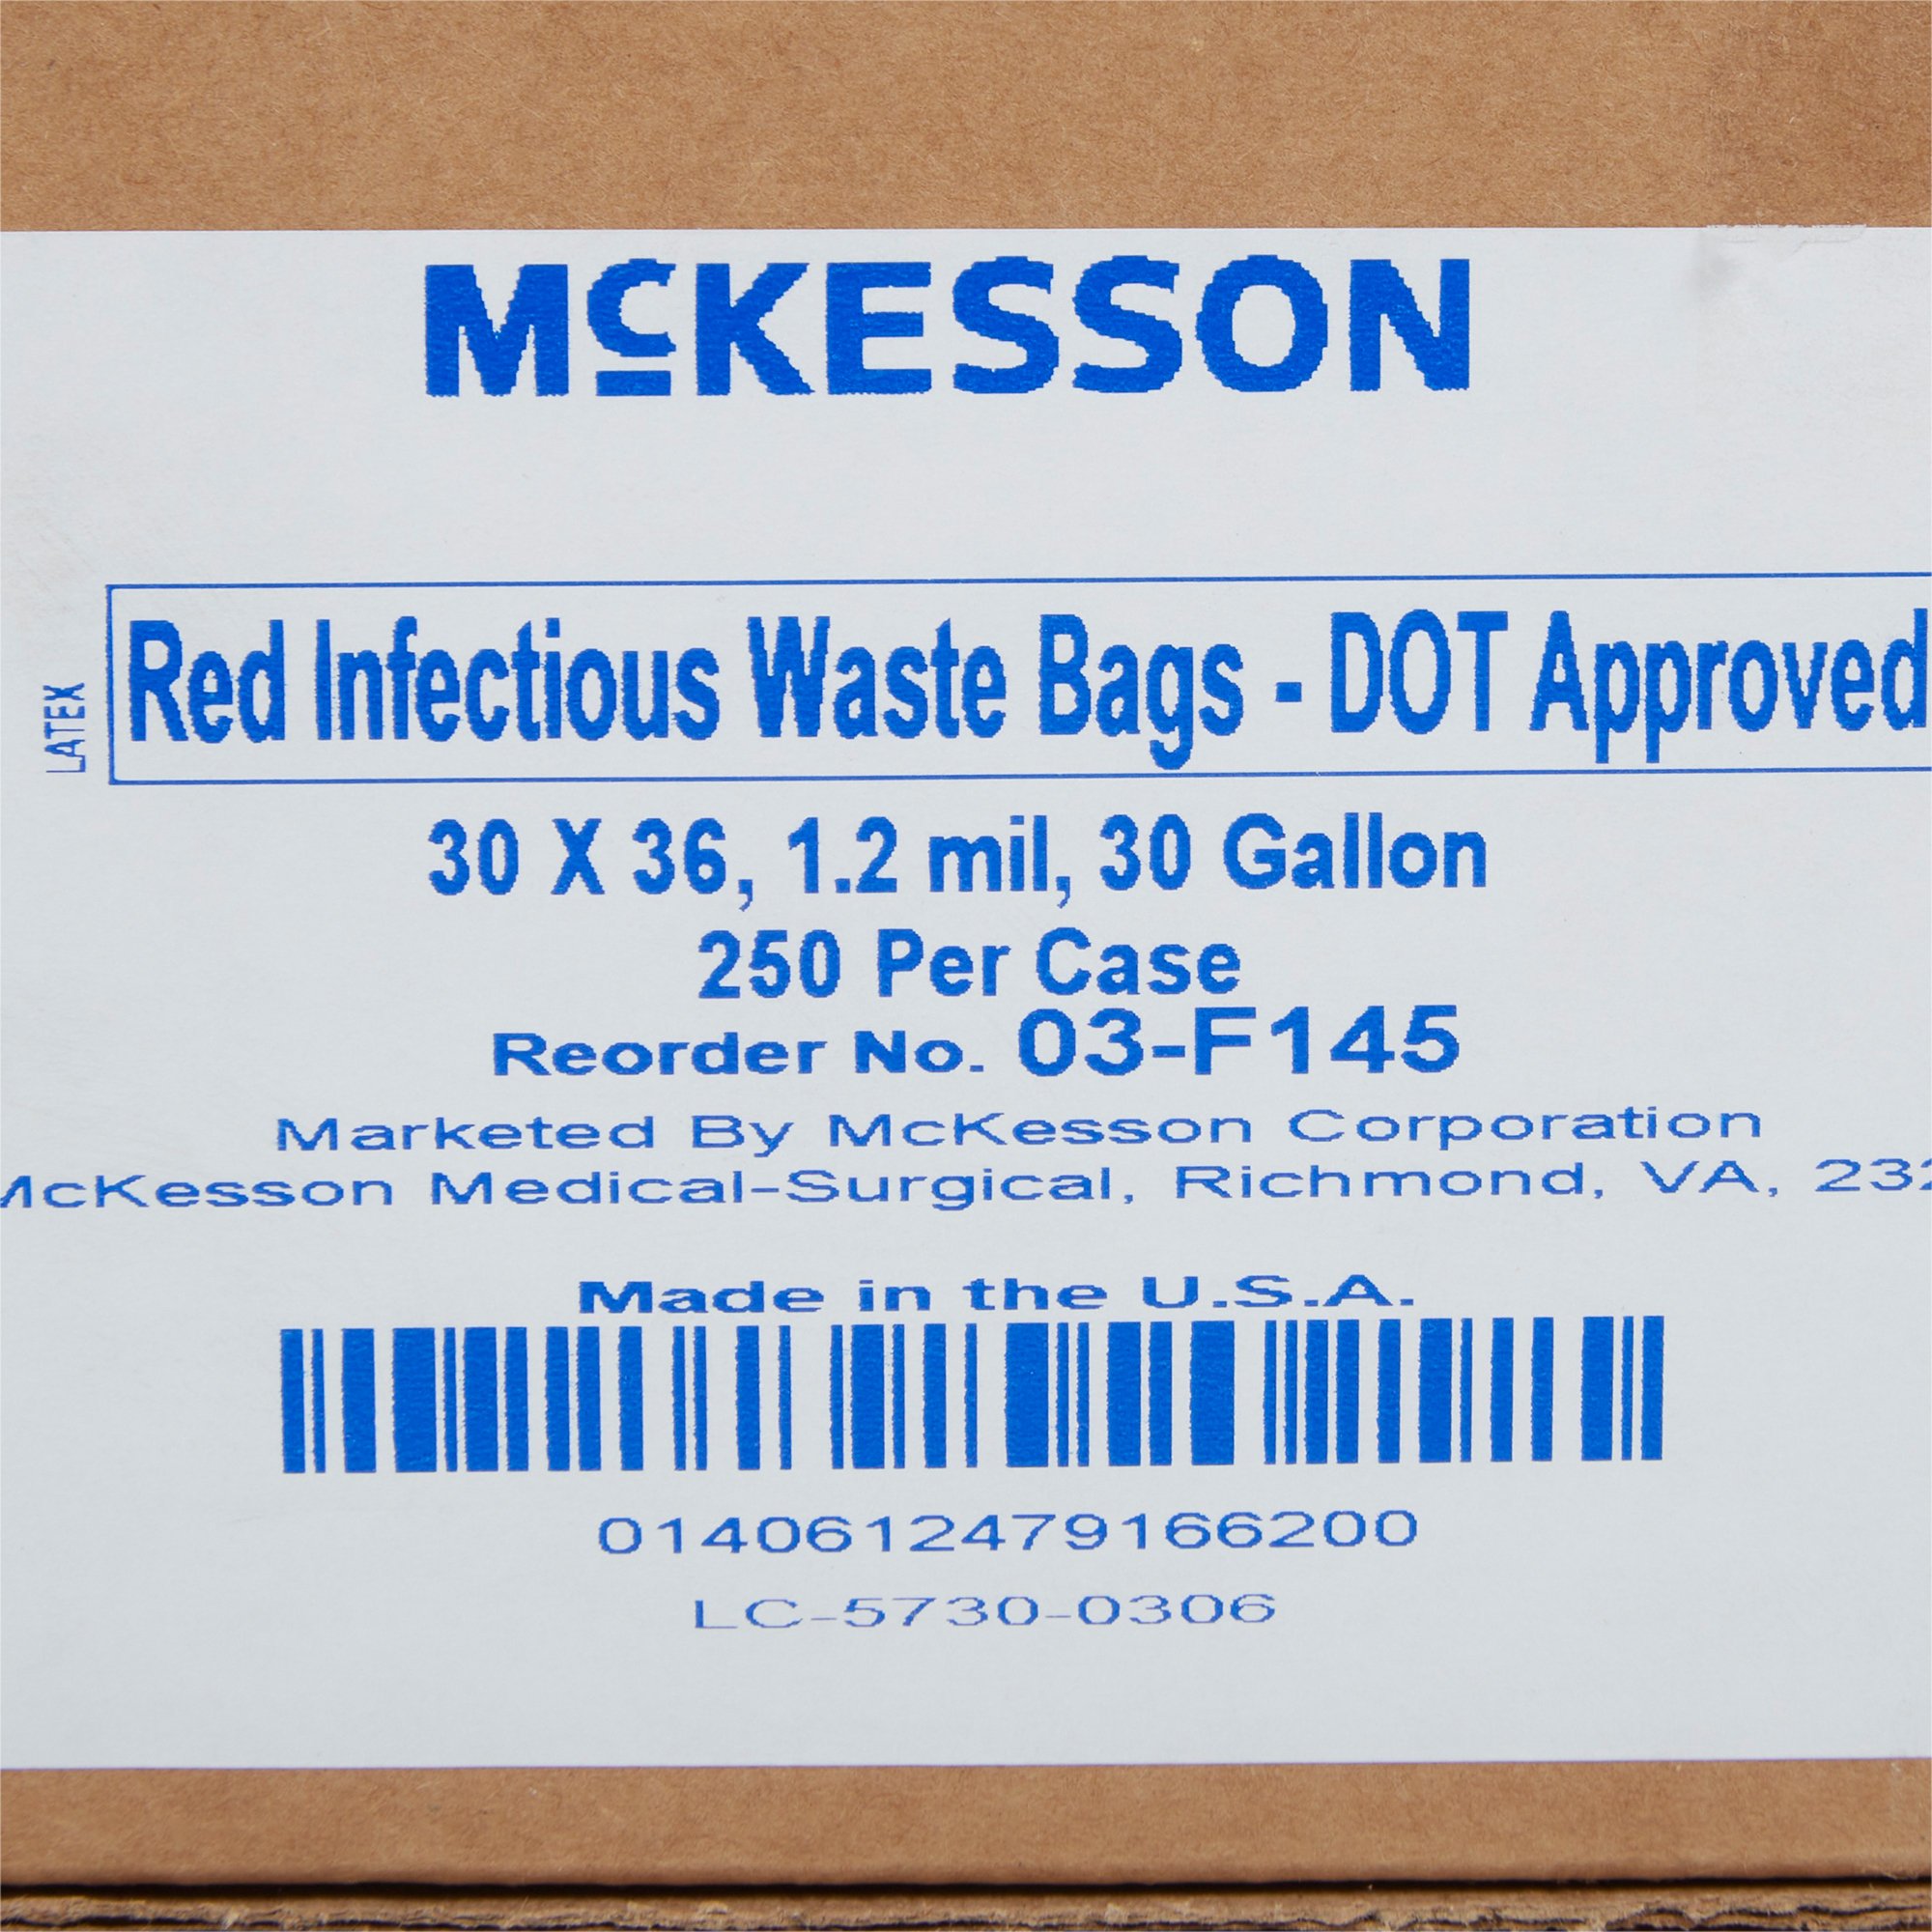 McKESSON
LATEX
Red Infectious Waste Bags - DOT Approved
30 X 36, 1.2 mil, 30 Gallon
250 Per Case
Reorder No. 03-F145
Marketed By McKesson Corporation
McKesson Medical-Surgical, Richmond, VA,
Made in the U.S.A.
0140612479166200
LC-5730-0306